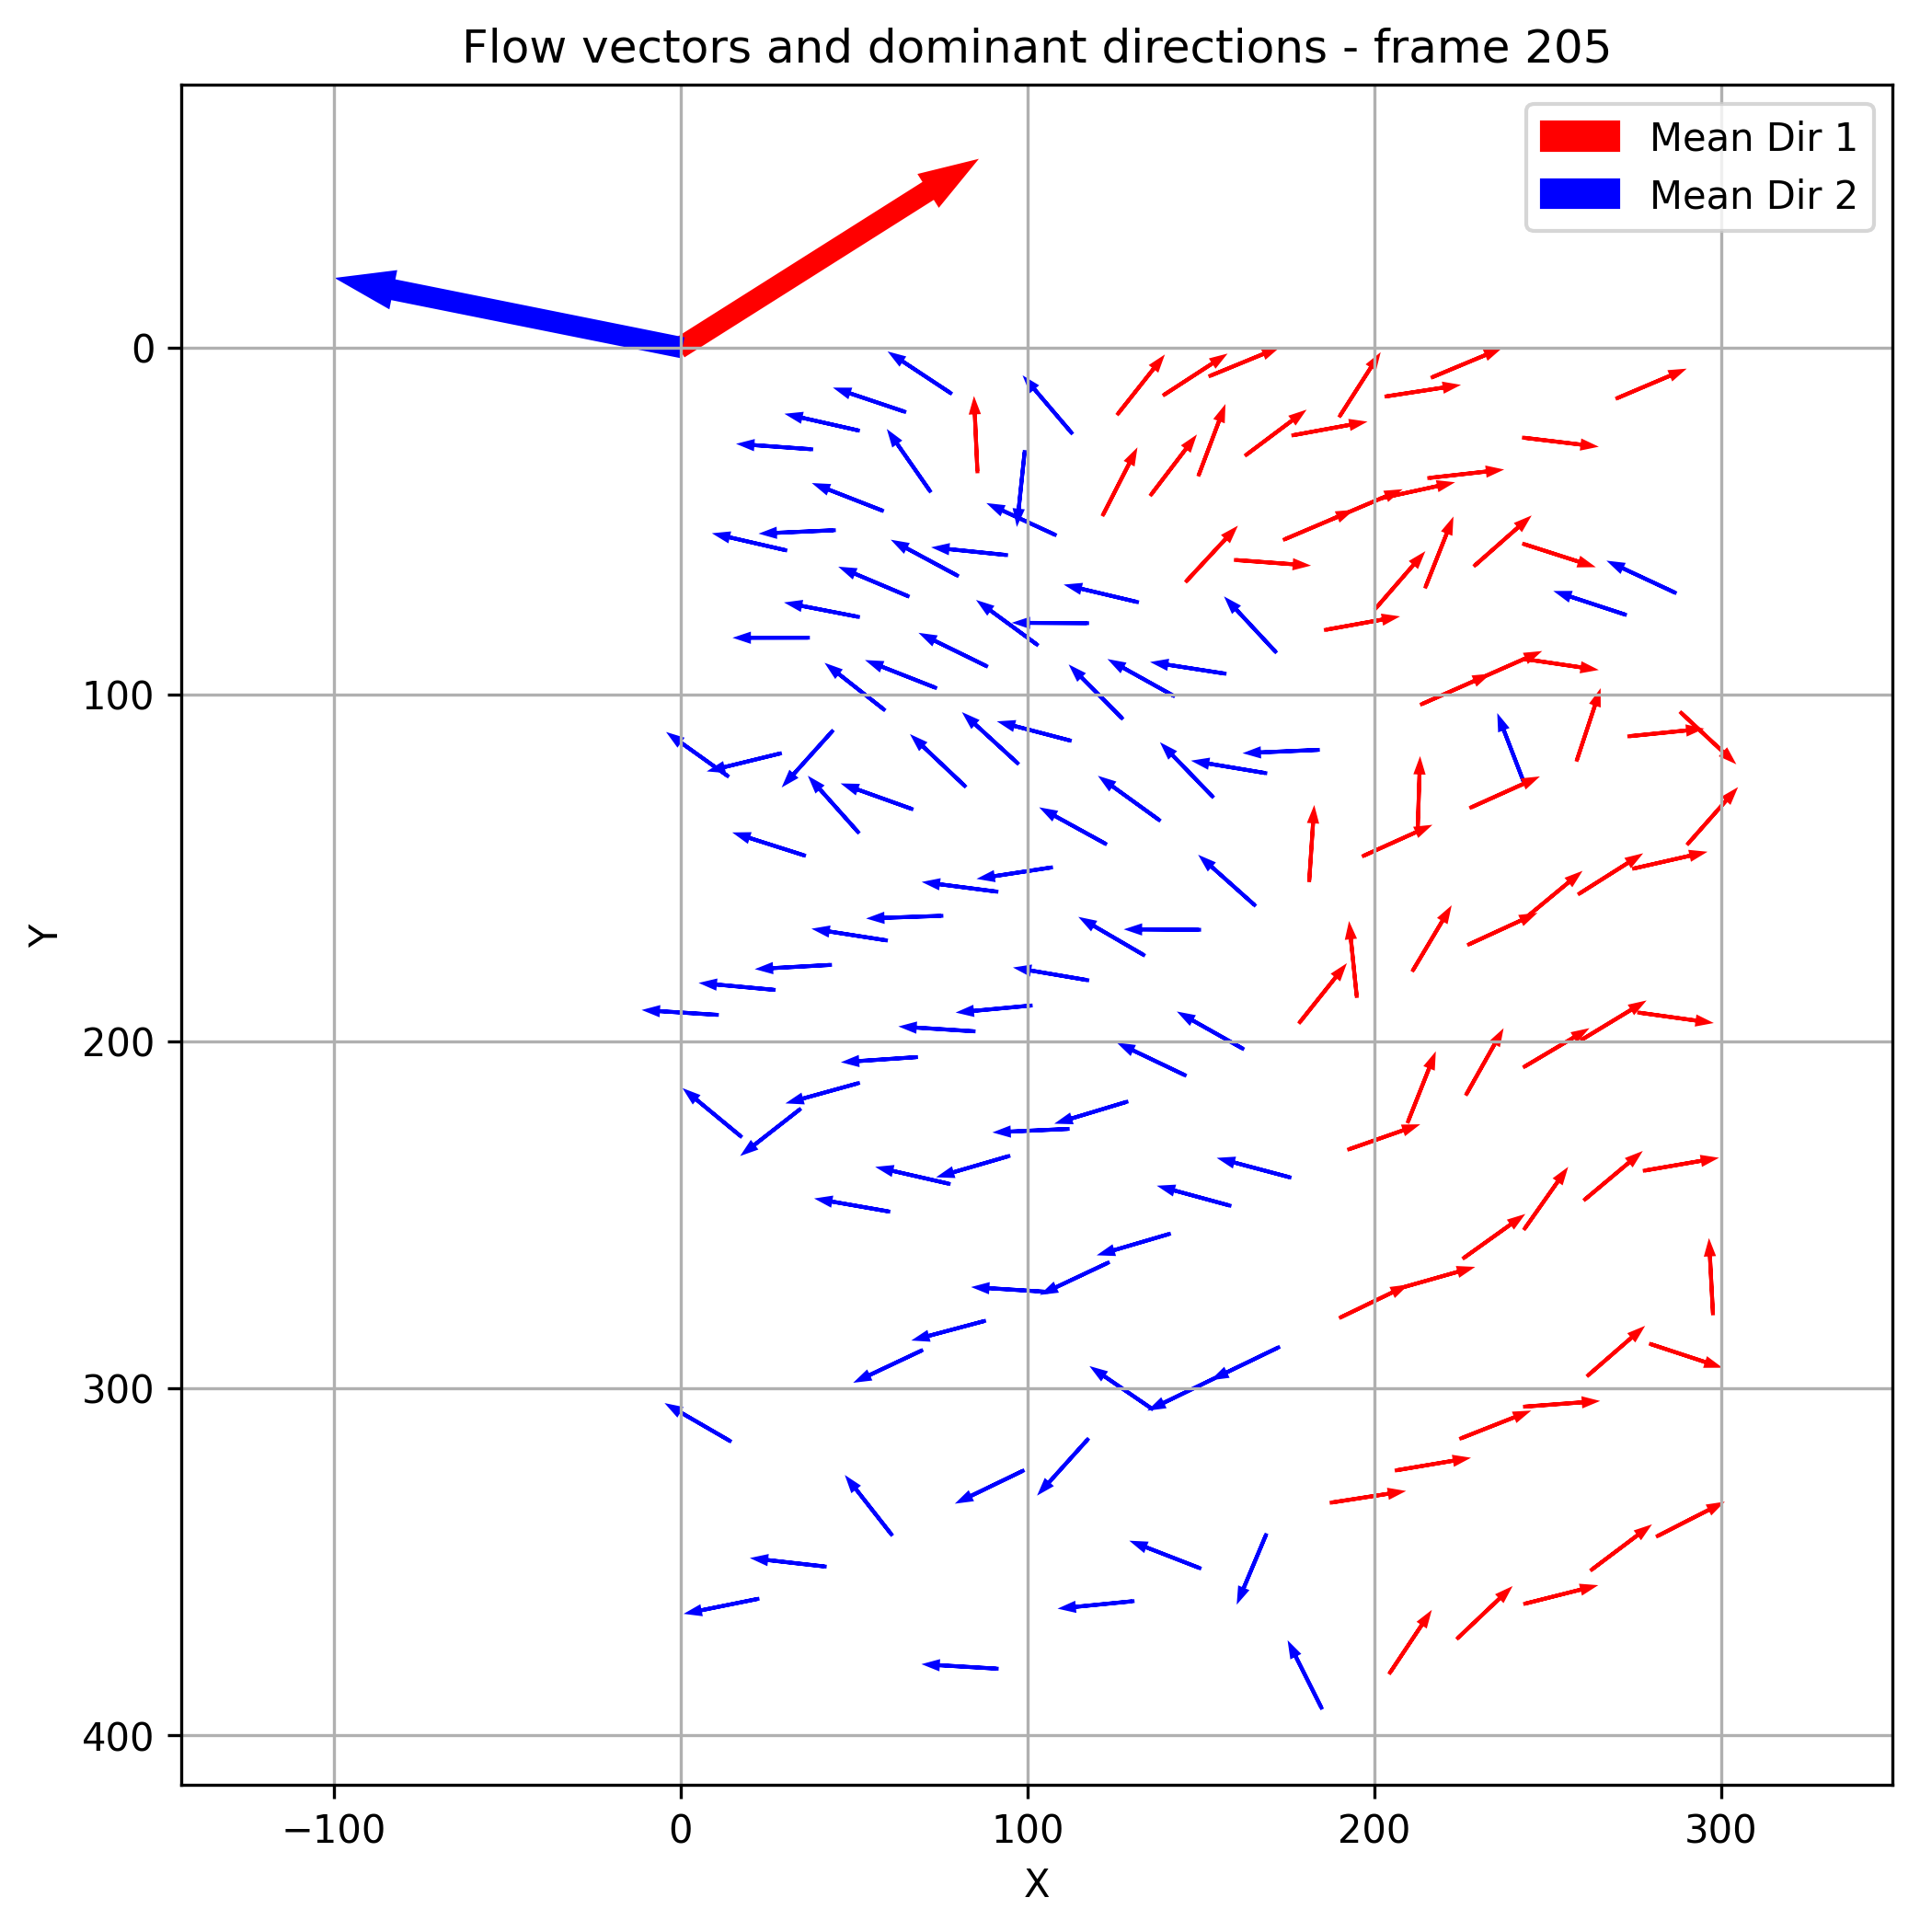 Flow vectors and dominant directions - frame 205
Mean Dir 1
Mean Dir 2
Y
0
100
200
300
400
−100 0 100 200 300
X